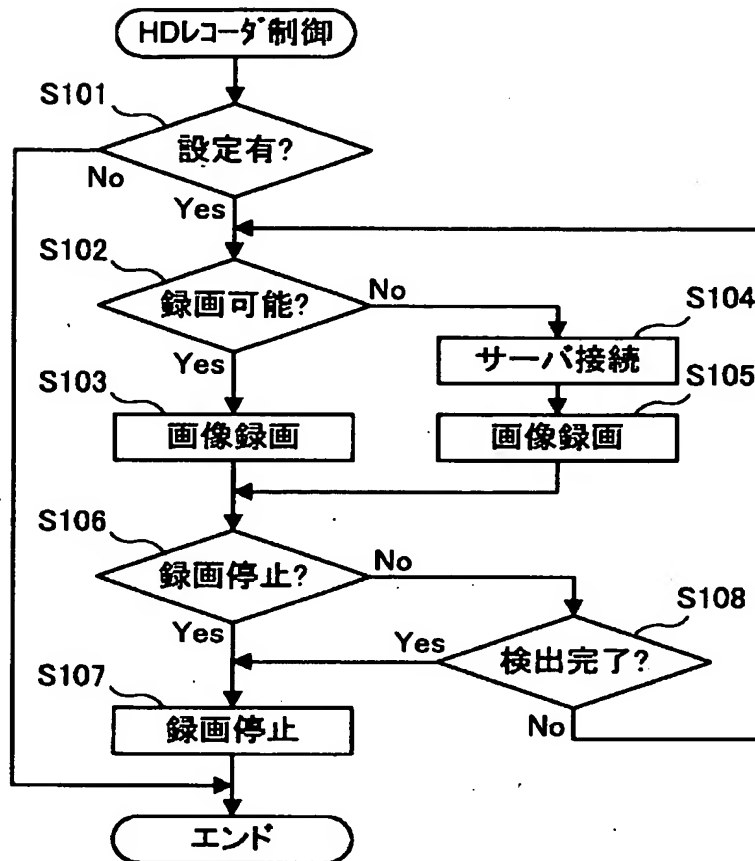 HDレコーダ制御
S101
設定有?
No
Yes
S102
録画可能?
No
Yes
S104
サーバ接続
S103
画像録画
S105
画像録画
S106
録画停止?
No
Yes
S108
検出完了?
Yes
No
S107
録画停止
エンド